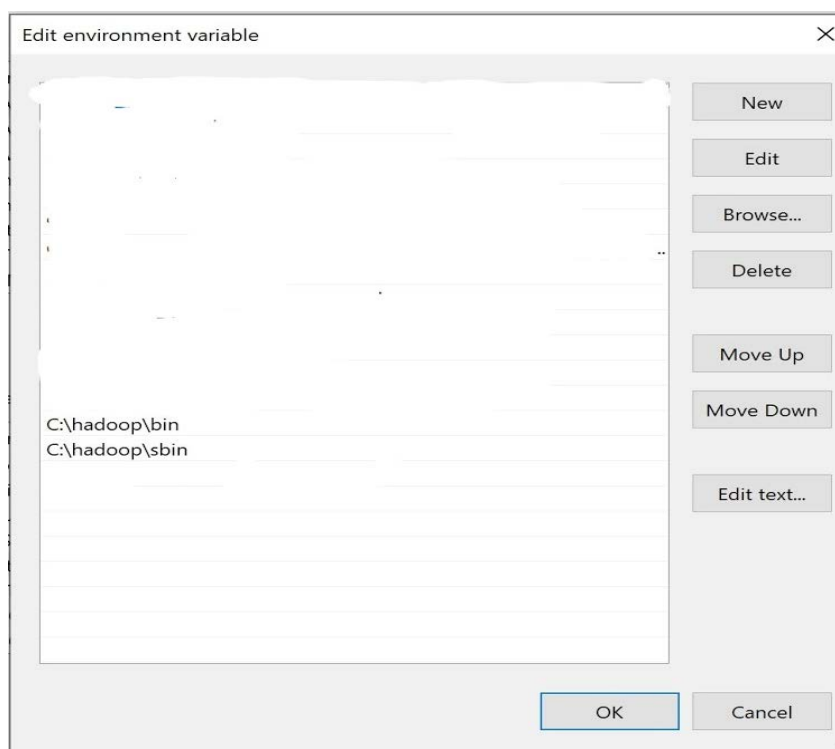 Edit environment variable
New
Edit
Browse...
Delete
Move Up
C:\hadoop\bin
Move Down
C:\hadoop\sbin
Edit text...
OK
Cancel